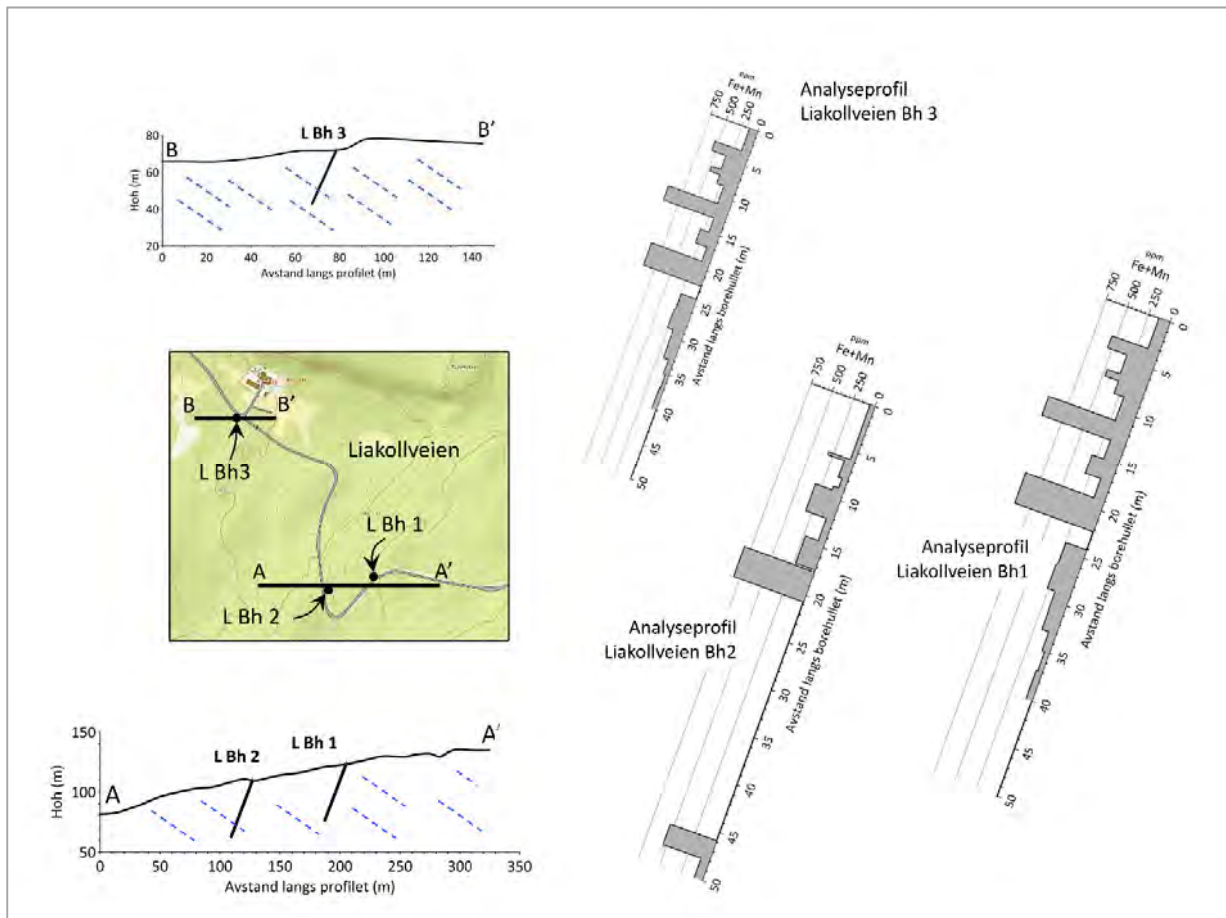 L Bh 3
B
B'
80
60
40
20
Hoh (m)
0 20 40 60 80 100 120 140
Avstand langs profilet (m)
B
B'
L Bh3
Liakollveien
L Bh 1
A
A'
L Bh 2
L Bh 2
L Bh 1
A
A'
150
100
50
Hoh (m)
0 50 100 150 200 250 300 350
Avstand langs profilet (m)
Analyseprofil
Liakollveien Bh 3
ppm
Fe+Mn
750 500 250 0
0 5 10 15 20 25 30 35 40 45 50
Avstand langs borehullet (m)
Analyseprofil
Liakollveien Bh2
ppm
Fe+Mn
750 500 250 0
0 5 10 15 20 25 30 35 40 45 50
Avstand langs borehullet (m)
Analyseprofil
Liakollveien Bh1
ppm
Fe+Mn
750 500 250 0
0 5 10 15 20 25 30 35 40 45 50
Avstand langs borehullet (m)